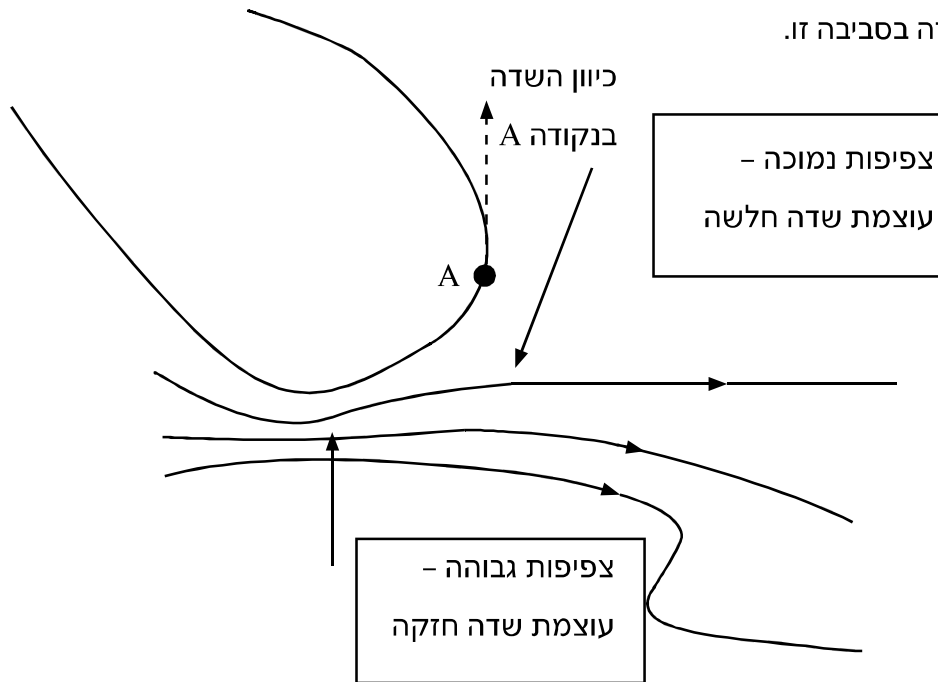 בסביבה זו.
כיוון השדה
בנקודה A
צפיפות נמוכה –
עוצמת שדה חלשה
A
צפיפות גבוהה –
עוצמת שדה חזקה